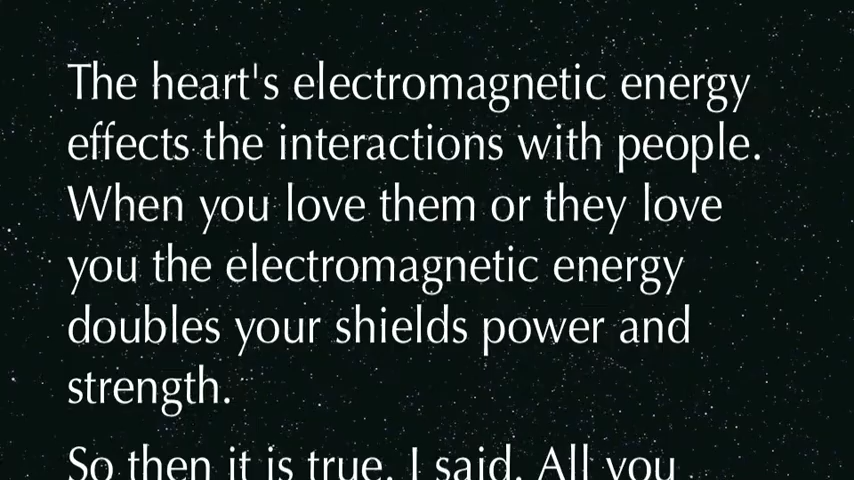 The heart's electromagnetic energy
effects the interactions with people.
When you love them or they love
you the electromagnetic energy
doubles your shields power and
strength.
So then it is true, I said. All you